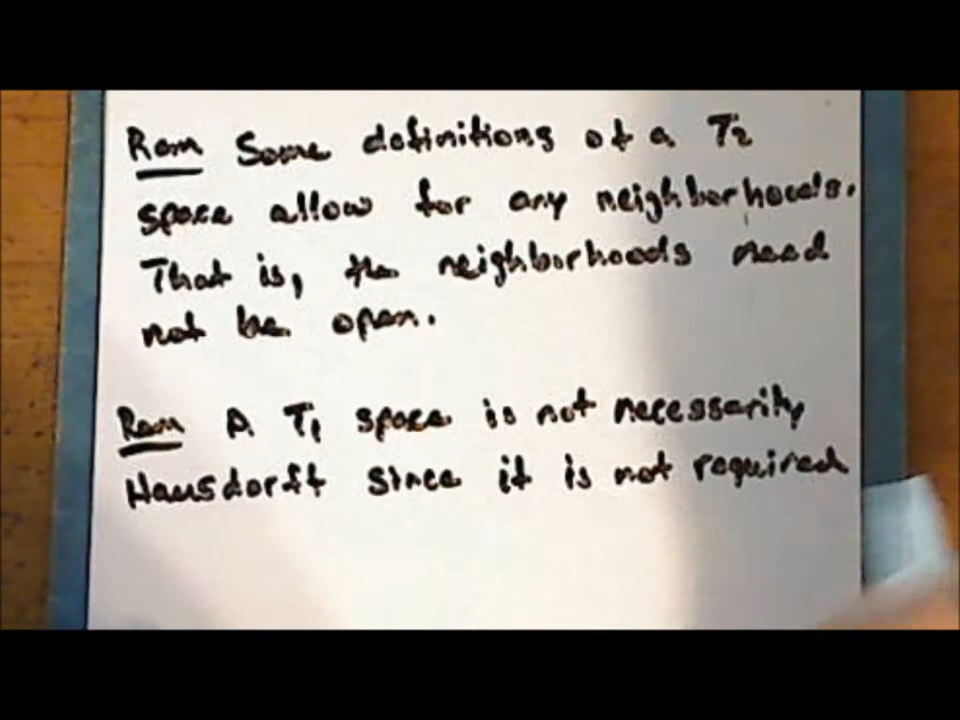 Rem Some definitions of a T2
space allow for any neighborhoods.
That is, the neighborhoods need
not be open.
Rem A T1 space is not necessarily
Hausdorff since it is not required